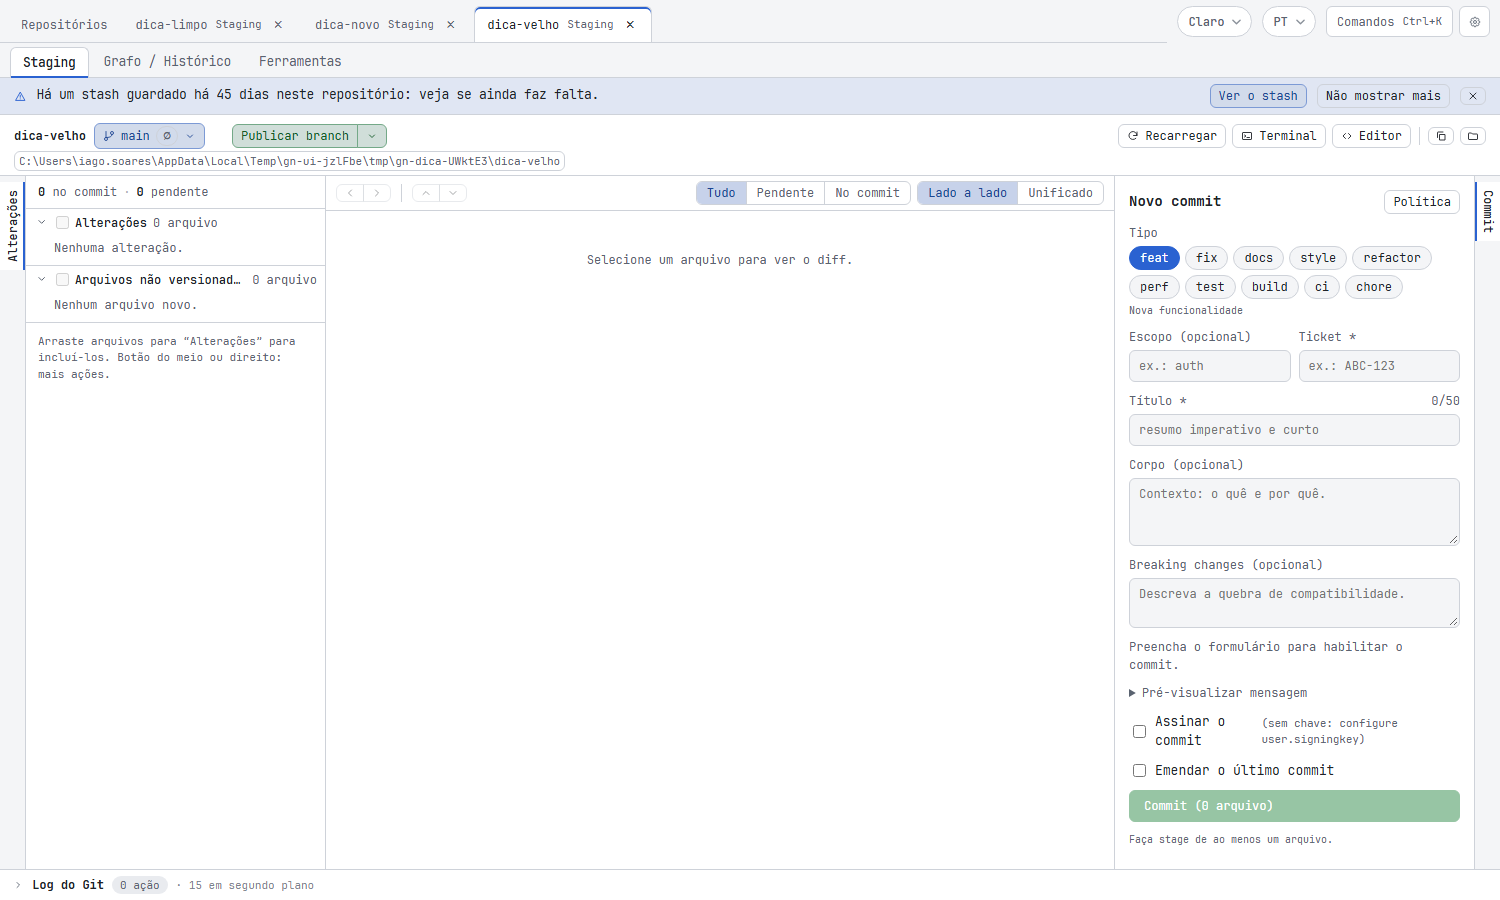 Repositórios
dica-limpo Staging ×
dica-novo Staging ×
dica-velho Staging ×
Claro
PT
Comandos Ctrl+K
Staging
Grafo / Histórico
Ferramentas
Há um stash guardado há 45 dias neste repositório: veja se ainda faz falta.
Ver o stash
Não mostrar mais
dica-velho
main
Publicar branch
Recarregar
Terminal
Editor
C:\Users\iago.soares\AppData\Local\Temp\gn-ui-jzlFbe\tmp\gn-dica-UWktE3\dica-velho
Alterações
0 no commit · 0 pendente
Alterações 0 arquivo
Nenhuma alteração.
Arquivos não versionad… 0 arquivo
Nenhum arquivo novo.
Arraste arquivos para “Alterações” para
incluí-los. Botão do meio ou direito:
mais ações.
Tudo
Pendente
No commit
Lado a lado
Unificado
Selecione um arquivo para ver o diff.
Novo commit
Política
Tipo
feat fix docs style refactor
perf test build ci chore
Nova funcionalidade
Escopo (opcional)
Ticket *
ex.: auth
ex.: ABC-123
Título *
0/50
resumo imperativo e curto
Corpo (opcional)
Contexto: o quê e por quê.
Breaking changes (opcional)
Descreva a quebra de compatibilidade.
Preencha o formulário para habilitar o
commit.
Pré-visualizar mensagem
Assinar o
commit
(sem chave: configure
user.signingkey)
Emendar o último commit
Commit (0 arquivo)
Faça stage de ao menos um arquivo.
Commit
Log do Git 0 ação · 15 em segundo plano